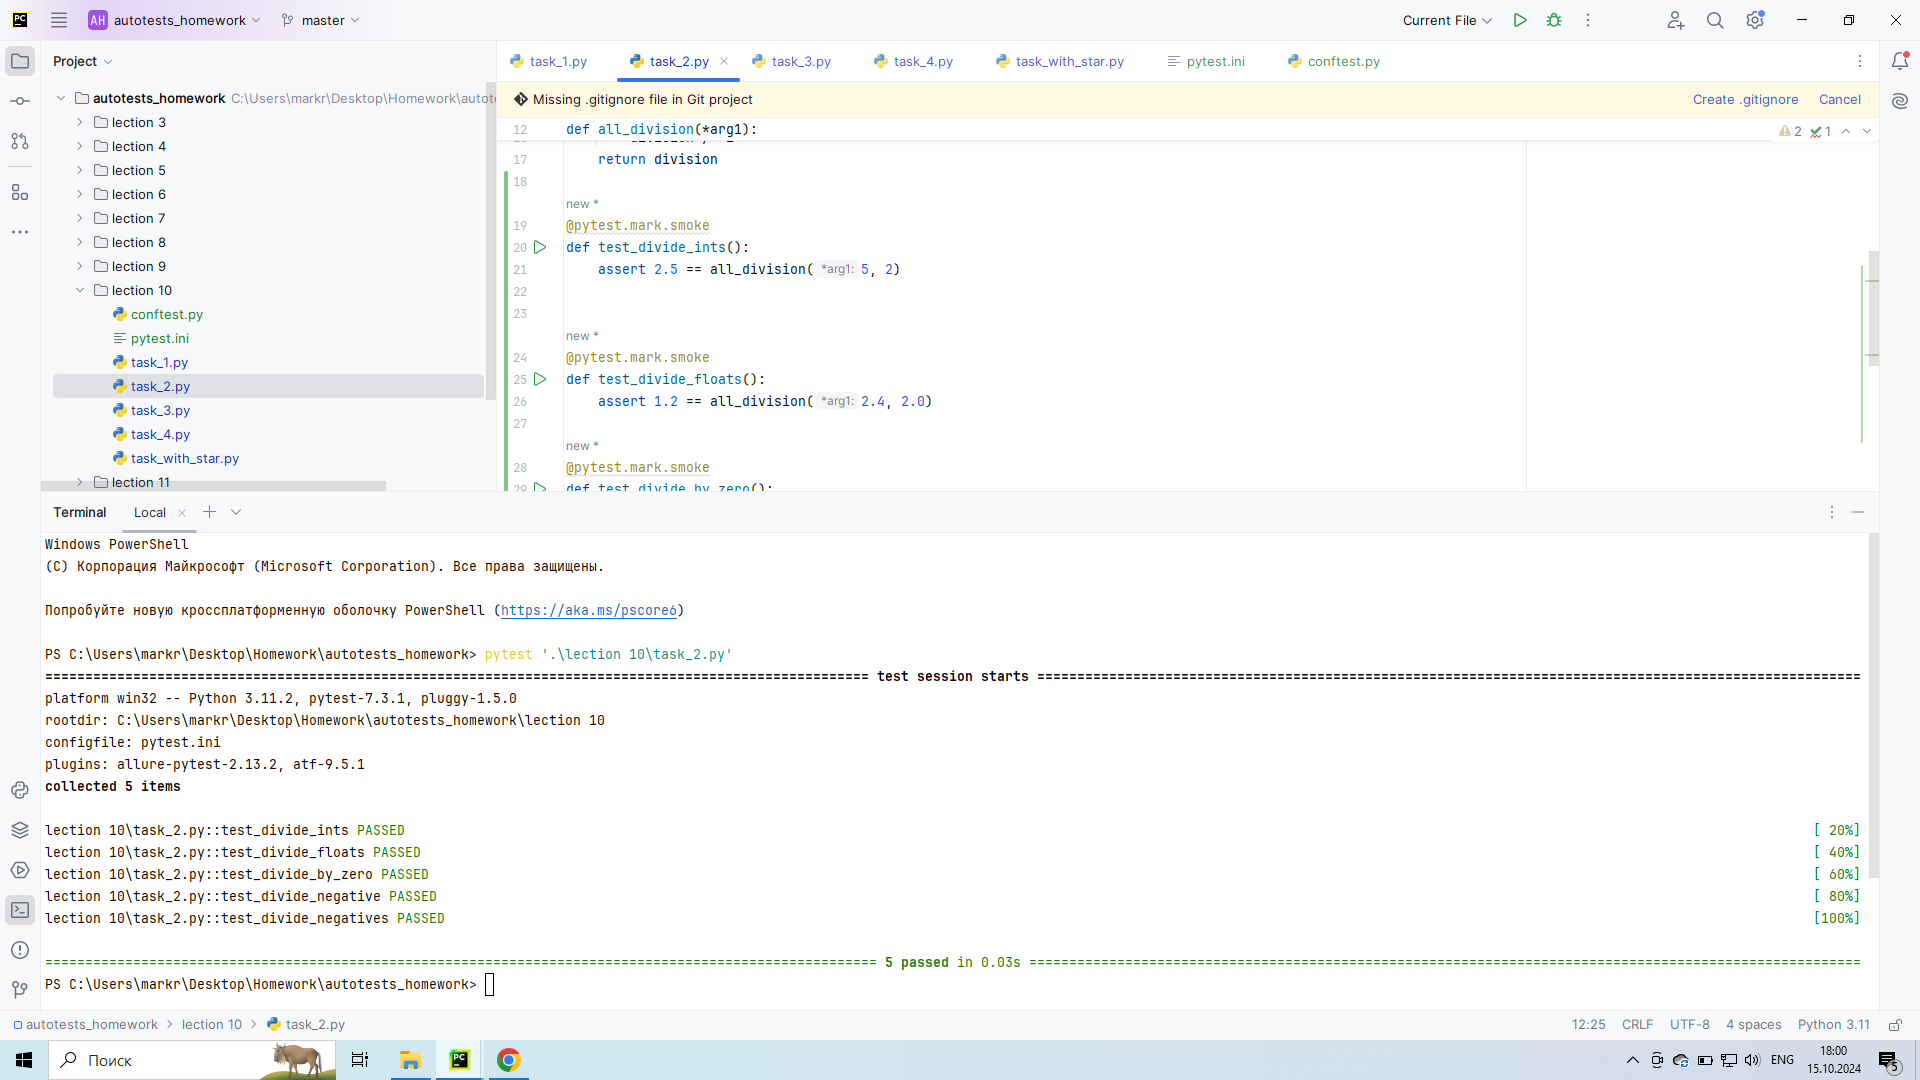 PC AH autotests_homework master Current File
Project
task_1.py task_2.py task_3.py task_4.py task_with_star.py pytest.ini conftest.py
autotests_homework C:\Users\markr\Desktop\Homework\autote
Missing .gitignore file in Git project Create .gitignore Cancel
lection 3
lection 4
lection 5
lection 6
lection 7
lection 8
lection 9
lection 10
conftest.py
pytest.ini
task_1.py
task_2.py
task_3.py
task_4.py
task_with_star.py
lection 11
12 def all_division(*arg1): 2 1
17 return division
18
new *
19 @pytest.mark.smoke
20 def test_divide_ints():
21 assert 2.5 == all_division( *arg1: 5, 2)
22
23
new *
24 @pytest.mark.smoke
25 def test_divide_floats():
26 assert 1.2 == all_division( *arg1: 2.4, 2.0)
27
new *
28 @pytest.mark.smoke
29 def test_divide_by_zero():
Terminal Local
Windows PowerShell
(C) Корпорация Майкрософт (Microsoft Corporation). Все права защищены.
Попробуйте новую кроссплатформенную оболочку PowerShell (https://aka.ms/pscore6)
PS C:\Users\markr\Desktop\Homework\autotests_homework> pytest '.\lection 10\task_2.py'
test session starts
platform win32 -- Python 3.11.2, pytest-7.3.1, pluggy-1.5.0
rootdir: C:\Users\markr\Desktop\Homework\autotests_homework\lection 10
configfile: pytest.ini
plugins: allure-pytest-2.13.2, atf-9.5.1
collected 5 items
lection 10\task_2.py::test_divide_ints PASSED [ 20%]
lection 10\task_2.py::test_divide_floats PASSED [ 40%]
lection 10\task_2.py::test_divide_by_zero PASSED [ 60%]
lection 10\task_2.py::test_divide_negative PASSED [ 80%]
lection 10\task_2.py::test_divide_negatives PASSED [100%]
5 passed in 0.03s
PS C:\Users\markr\Desktop\Homework\autotests_homework>
autotests_homework > lection 10 > task_2.py 12:25 CRLF UTF-8 4 spaces Python 3.11
Поиск PC ENG 18:00
15.10.2024 5